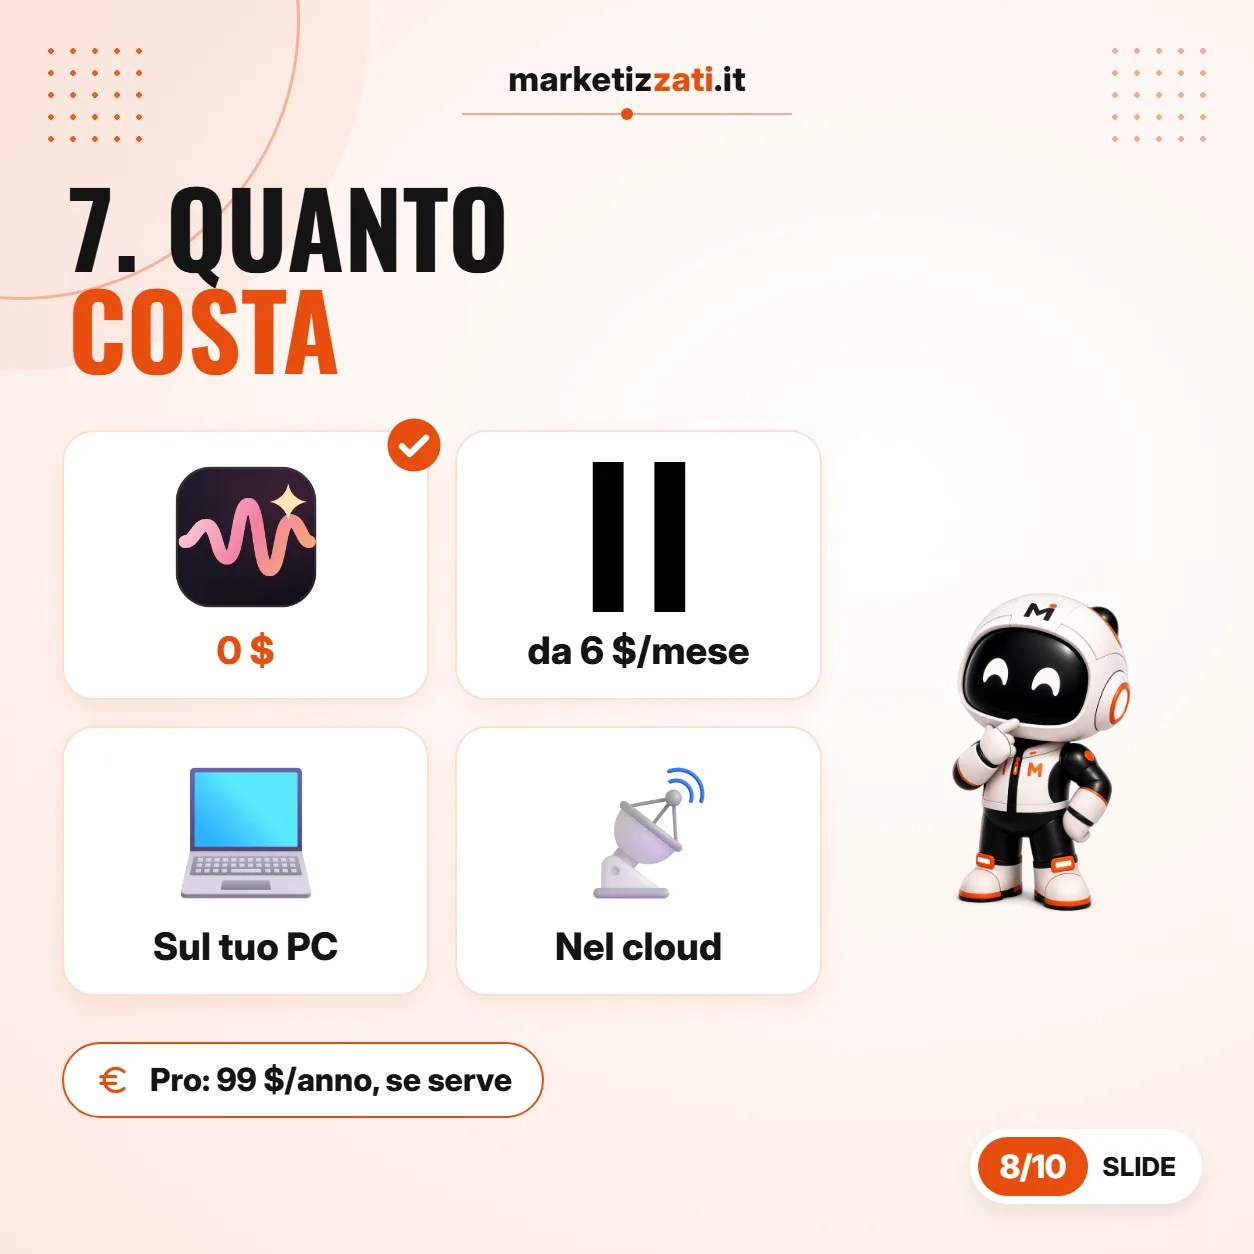 marketizzati.it
7. QUANTO
COSTA
0 $
da 6 $/mese
Sul tuo PC
Nel cloud
€ Pro: 99 $/anno, se serve
8/10 SLIDE
M
M